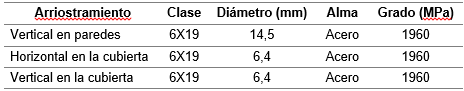 Arriostramiento Clase Diámetro (mm) Alma Grado (MPa)
Vertical en paredes 6X19 14,5 Acero 1960
Horizontal en la cubierta 6X19 6,4 Acero 1960
Vertical en la cubierta 6X19 6,4 Acero 1960